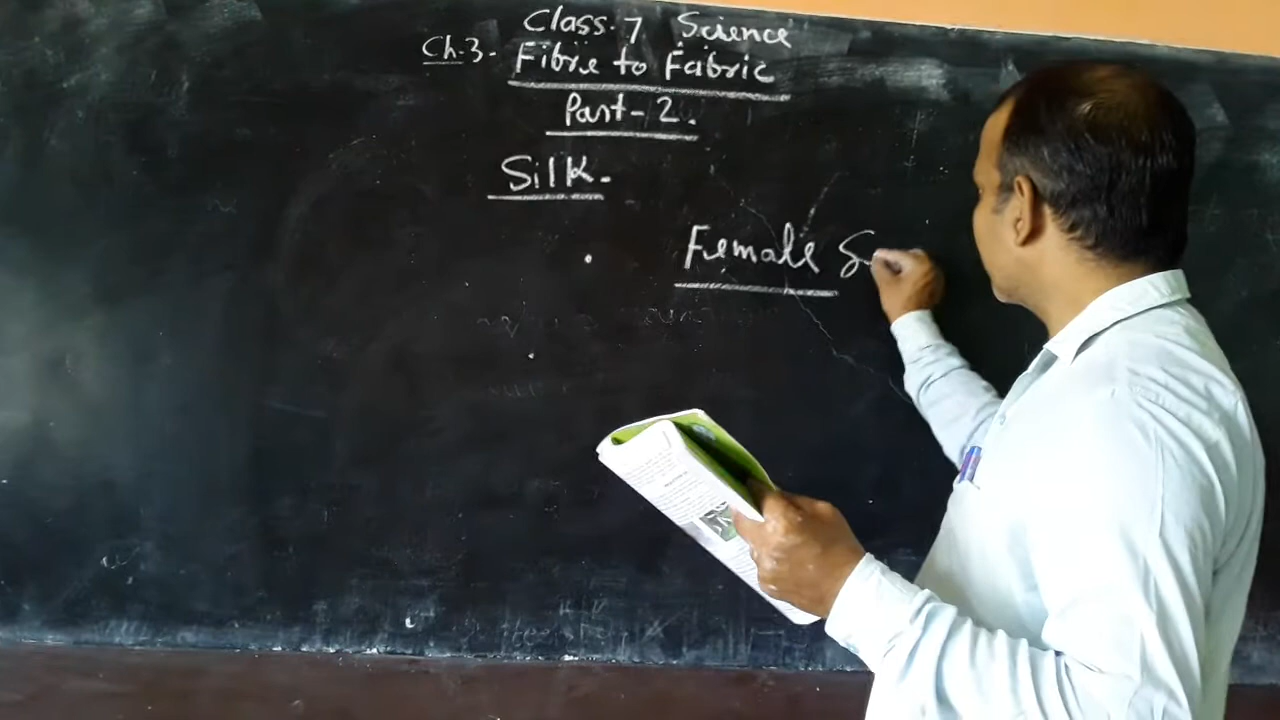 Class.7 Science
Ch.3- Fibre to Fabric
Part-2.
Silk.
Female S